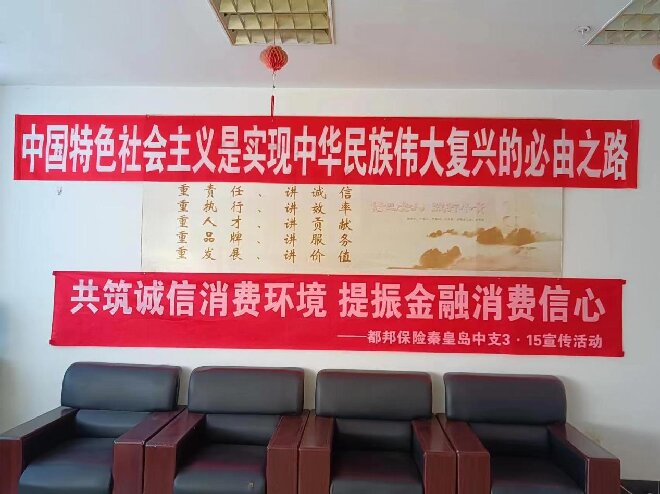 中国特色社会主义是实现中华民族伟大复兴的必由之路
重责任、讲诚信
重执行、讲效率
重人才、讲贡献
重品牌、讲服务
重发展、讲价值
共筑诚信消费环境 提振金融消费信心
——都邦保险秦皇岛中支3·15宣传活动